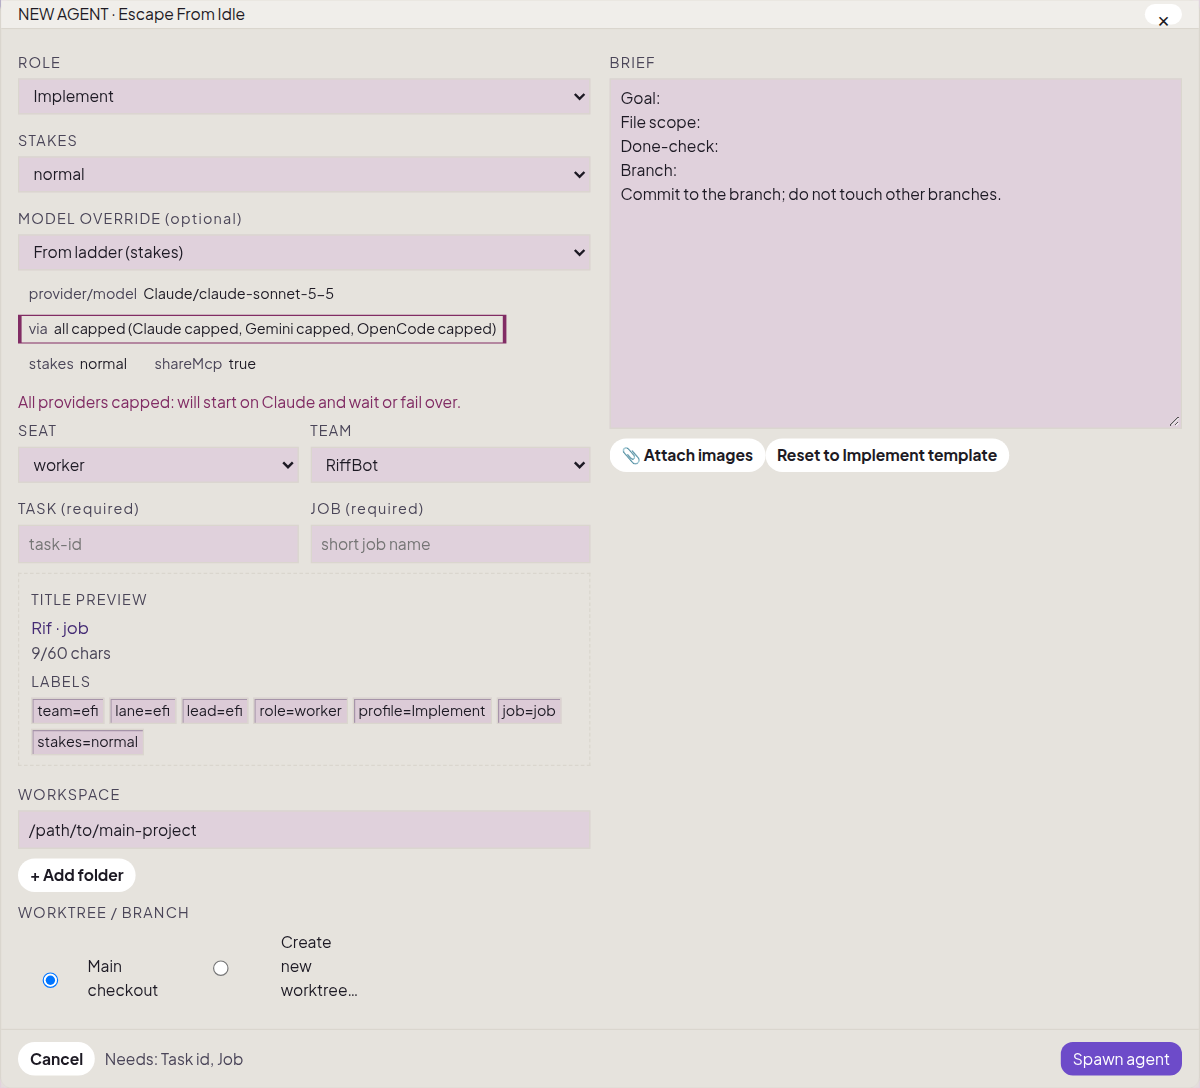 NEW AGENT · Escape From Idle
×
ROLE
Implement
STAKES
normal
MODEL OVERRIDE (optional)
From ladder (stakes)
provider/model Claude/claude-sonnet-5-5
via all capped (Claude capped, Gemini capped, OpenCode capped)
stakes normal shareMcp true
All providers capped: will start on Claude and wait or fail over.
SEAT
worker
TEAM
RiffBot
TASK (required)
task-id
JOB (required)
short job name
TITLE PREVIEW
Rif · job
9/60 chars
LABELS
team=efi lane=efi lead=efi role=worker profile=Implement job=job
stakes=normal
WORKSPACE
/path/to/main-project
+ Add folder
WORKTREE / BRANCH
Main
checkout
Create
new
worktree...
BRIEF
Goal:
File scope:
Done-check:
Branch:
Commit to the branch; do not touch other branches.
📎 Attach images
Reset to Implement template
Cancel
Needs: Task id, Job
Spawn agent